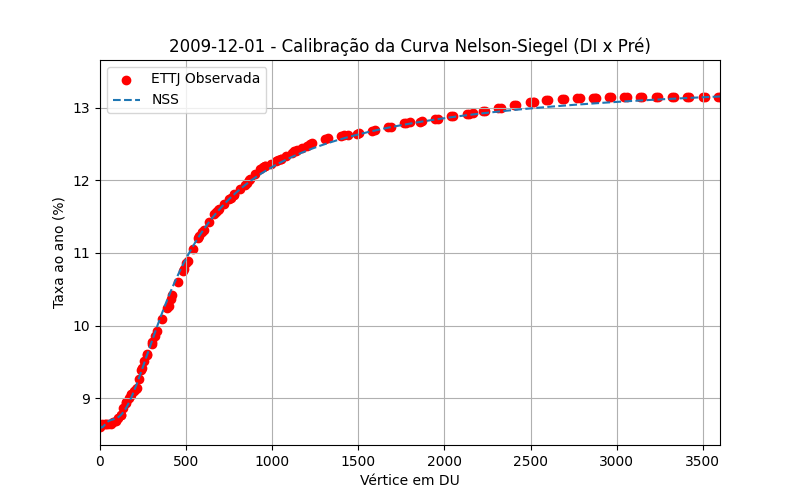 2009-12-01 - Calibração da Curva Nelson-Siegel (DI x Pré)
ETTJ Observada
NSS
Taxa ao ano (%)
13
12
11
10
9
0 500 1000 1500 2000 2500 3000 3500
Vértice em DU